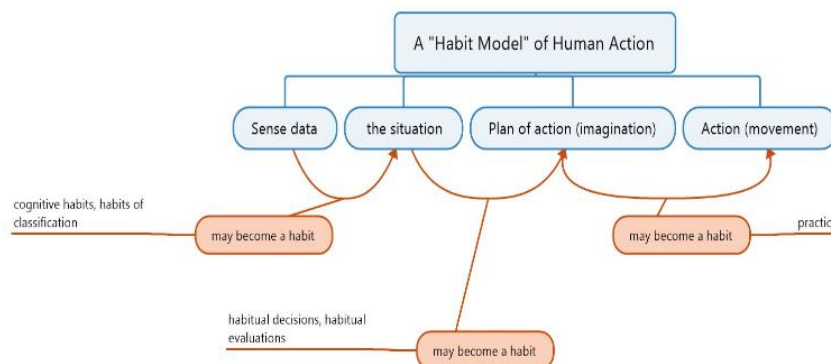 A "Habit Model" of Human Action
Sense data
the situation
Plan of action (imagination)
Action (movement)
cognitive habits, habits of
classification
may become a habit
may become a habit
practic
habitual decisions, habitual
evaluations
may become a habit